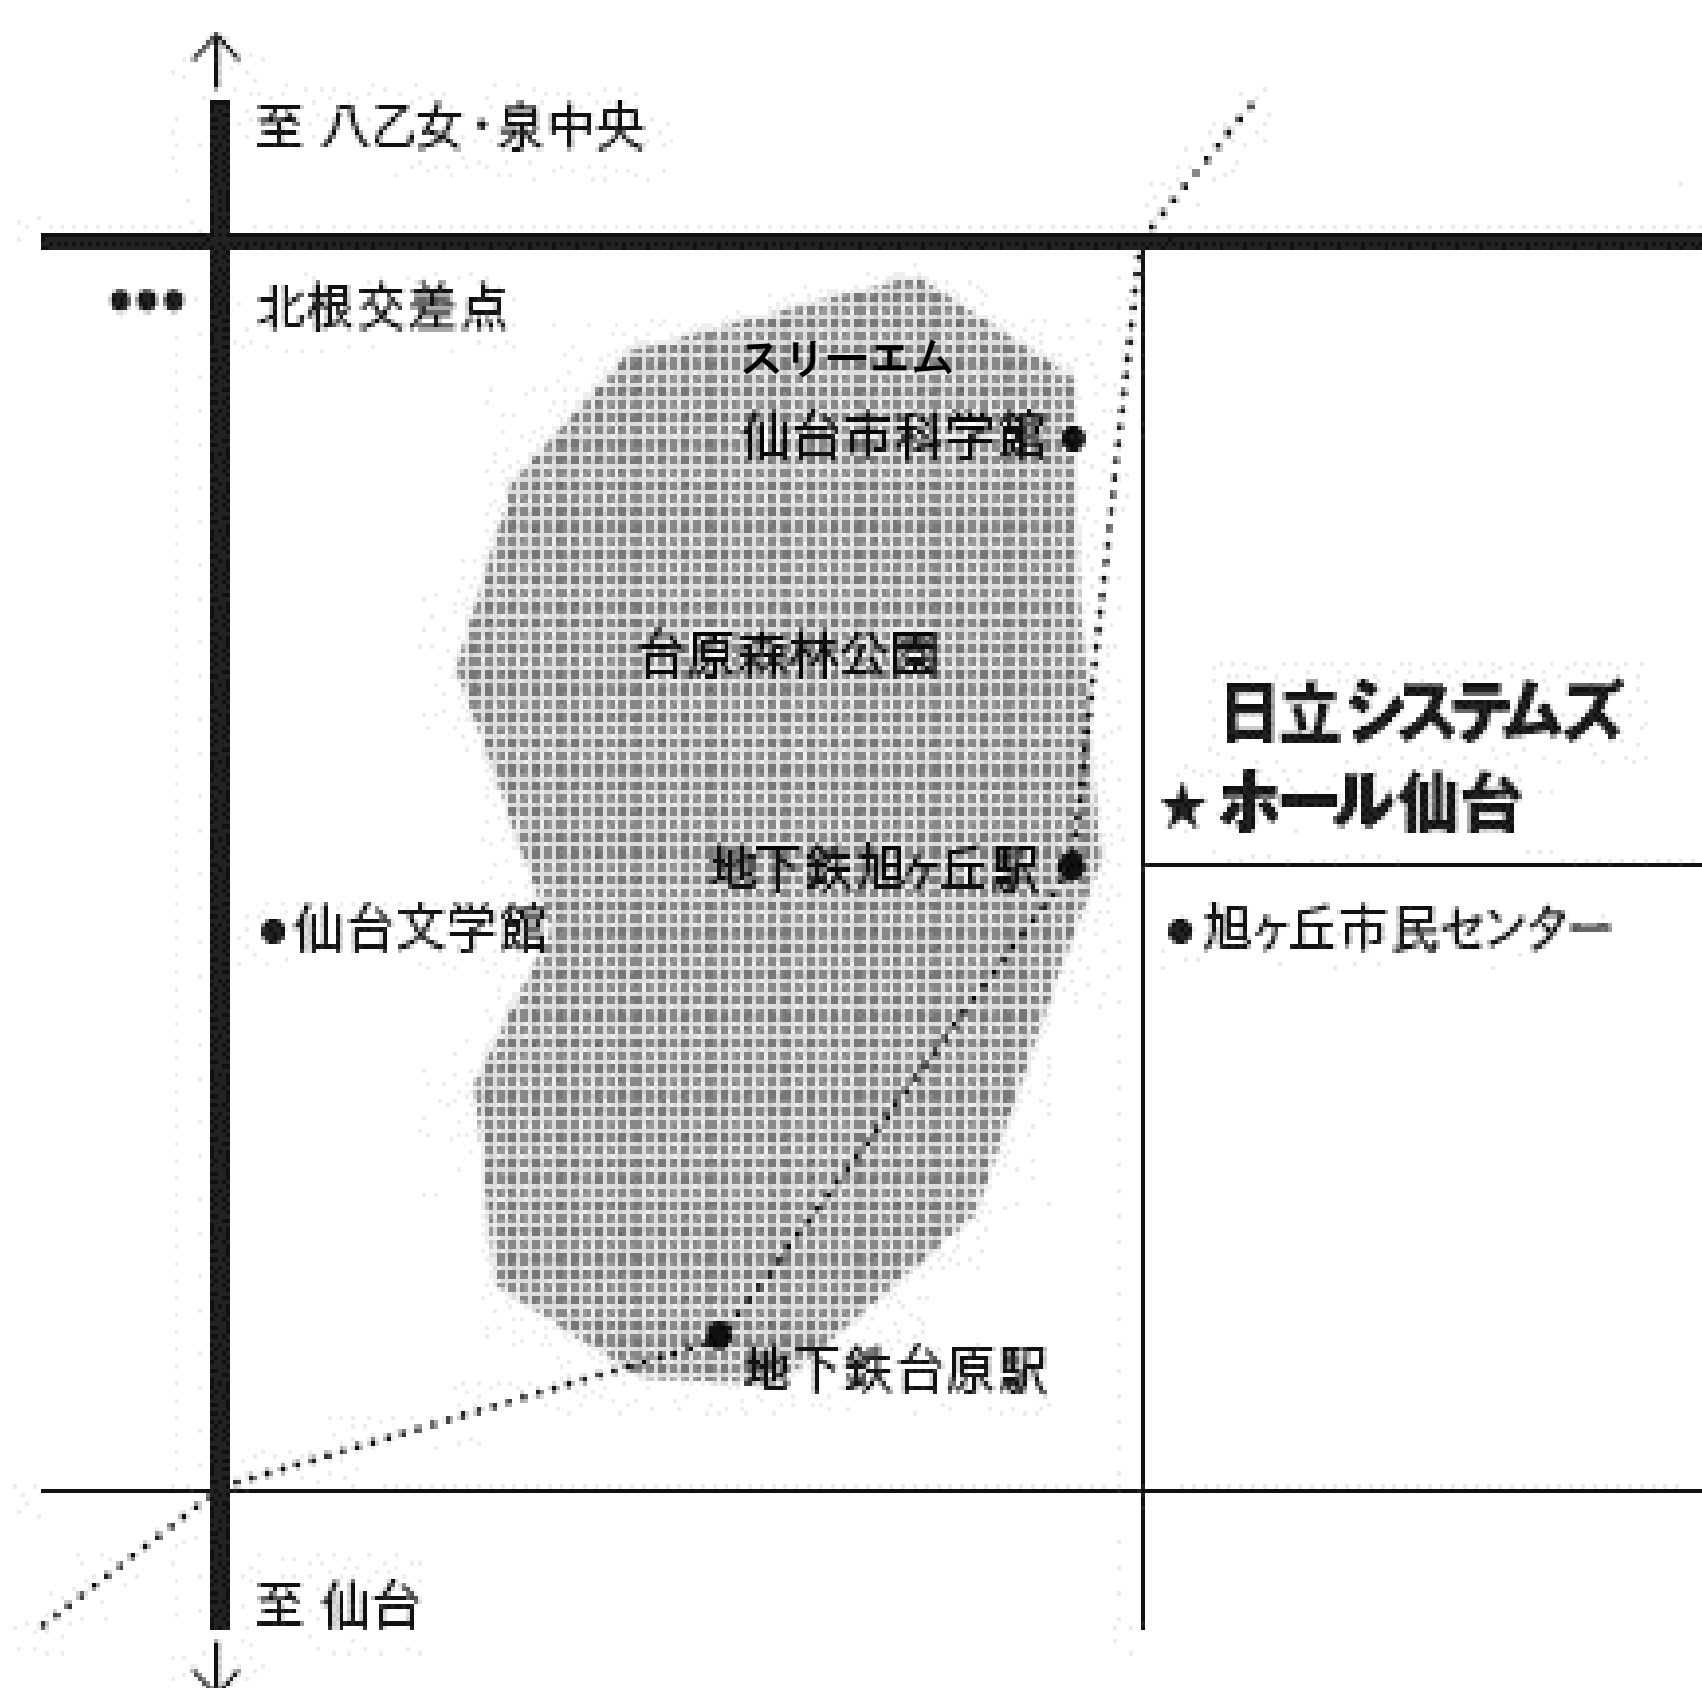 至 八乙女・泉中央
北根交差点
スリーエム
仙台市科学館
台原森林公園
日立システムズ
★ ホール仙台
地下鉄旭ヶ丘駅
仙台文学館
旭ヶ丘市民センター
地下鉄台原駅
至 仙台